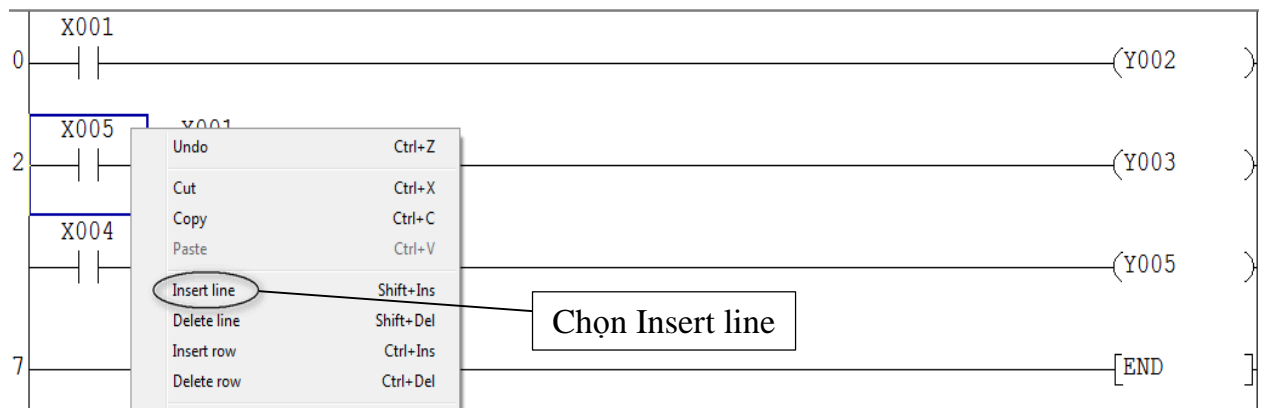 X001
0 (Y002 )
X005 X001
2 (Y003 )
X004
(Y005 )
7 [END ]
Undo Ctrl+Z
Cut Ctrl+X
Copy Ctrl+C
Paste Ctrl+V
Insert line Shift+Ins
Delete line Shift+Del
Insert row Ctrl+Ins
Delete row Ctrl+Del
Chọn Insert line